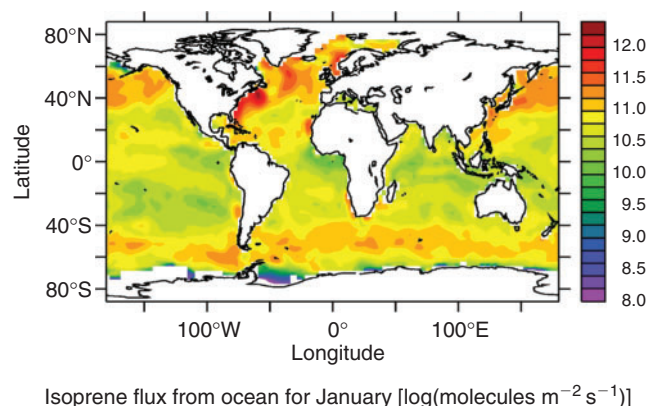 80°N
40°N
0°
40°S
80°S
Latitude
100°W 0° 100°E
Longitude
12.0
11.5
11.0
10.5
10.0
9.5
9.0
8.5
8.0
Isoprene flux from ocean for January [log(molecules m⁻² s⁻¹)]